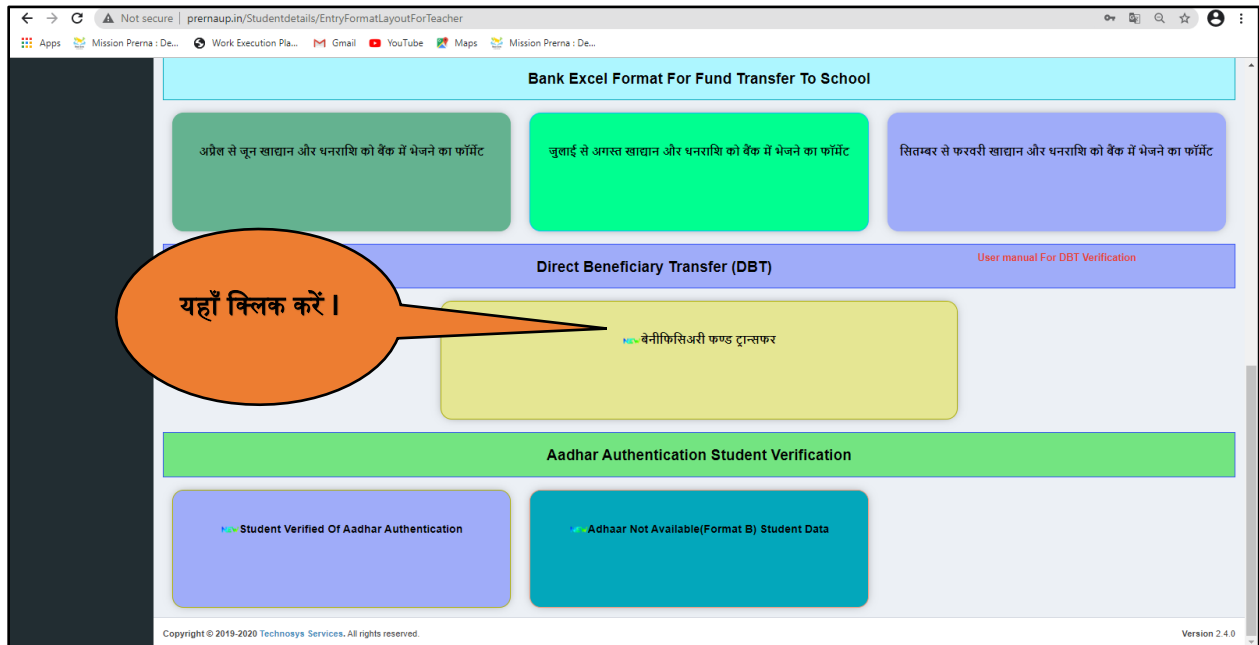 Not secure | prernaup.in/Studentdetails/EntryFormatLayoutForTeacher
Apps Mission Prerna : De... Work Execution Pla... Gmail YouTube Maps Mission Prerna : De...
Bank Excel Format For Fund Transfer To School
अप्रैल से जून खाद्यान और धनराशि को बैंक में भेजने का फॉर्मेट
जुलाई से अगस्त खाद्यान और धनराशि को बैंक में भेजने का फॉर्मेट
सितम्बर से फरवरी खाद्यान और धनराशि को बैंक में भेजने का फॉर्मेट
Direct Beneficiary Transfer (DBT)
User manual For DBT Verification
यहाँ क्लिक करें ।
बेनीफिसिअरी फण्ड ट्रान्सफर
Aadhar Authentication Student Verification
Student Verified Of Aadhar Authentication
Adhaar Not Available(Format B) Student Data
Copyright © 2019-2020 Technosys Services. All rights reserved.
Version 2.4.0